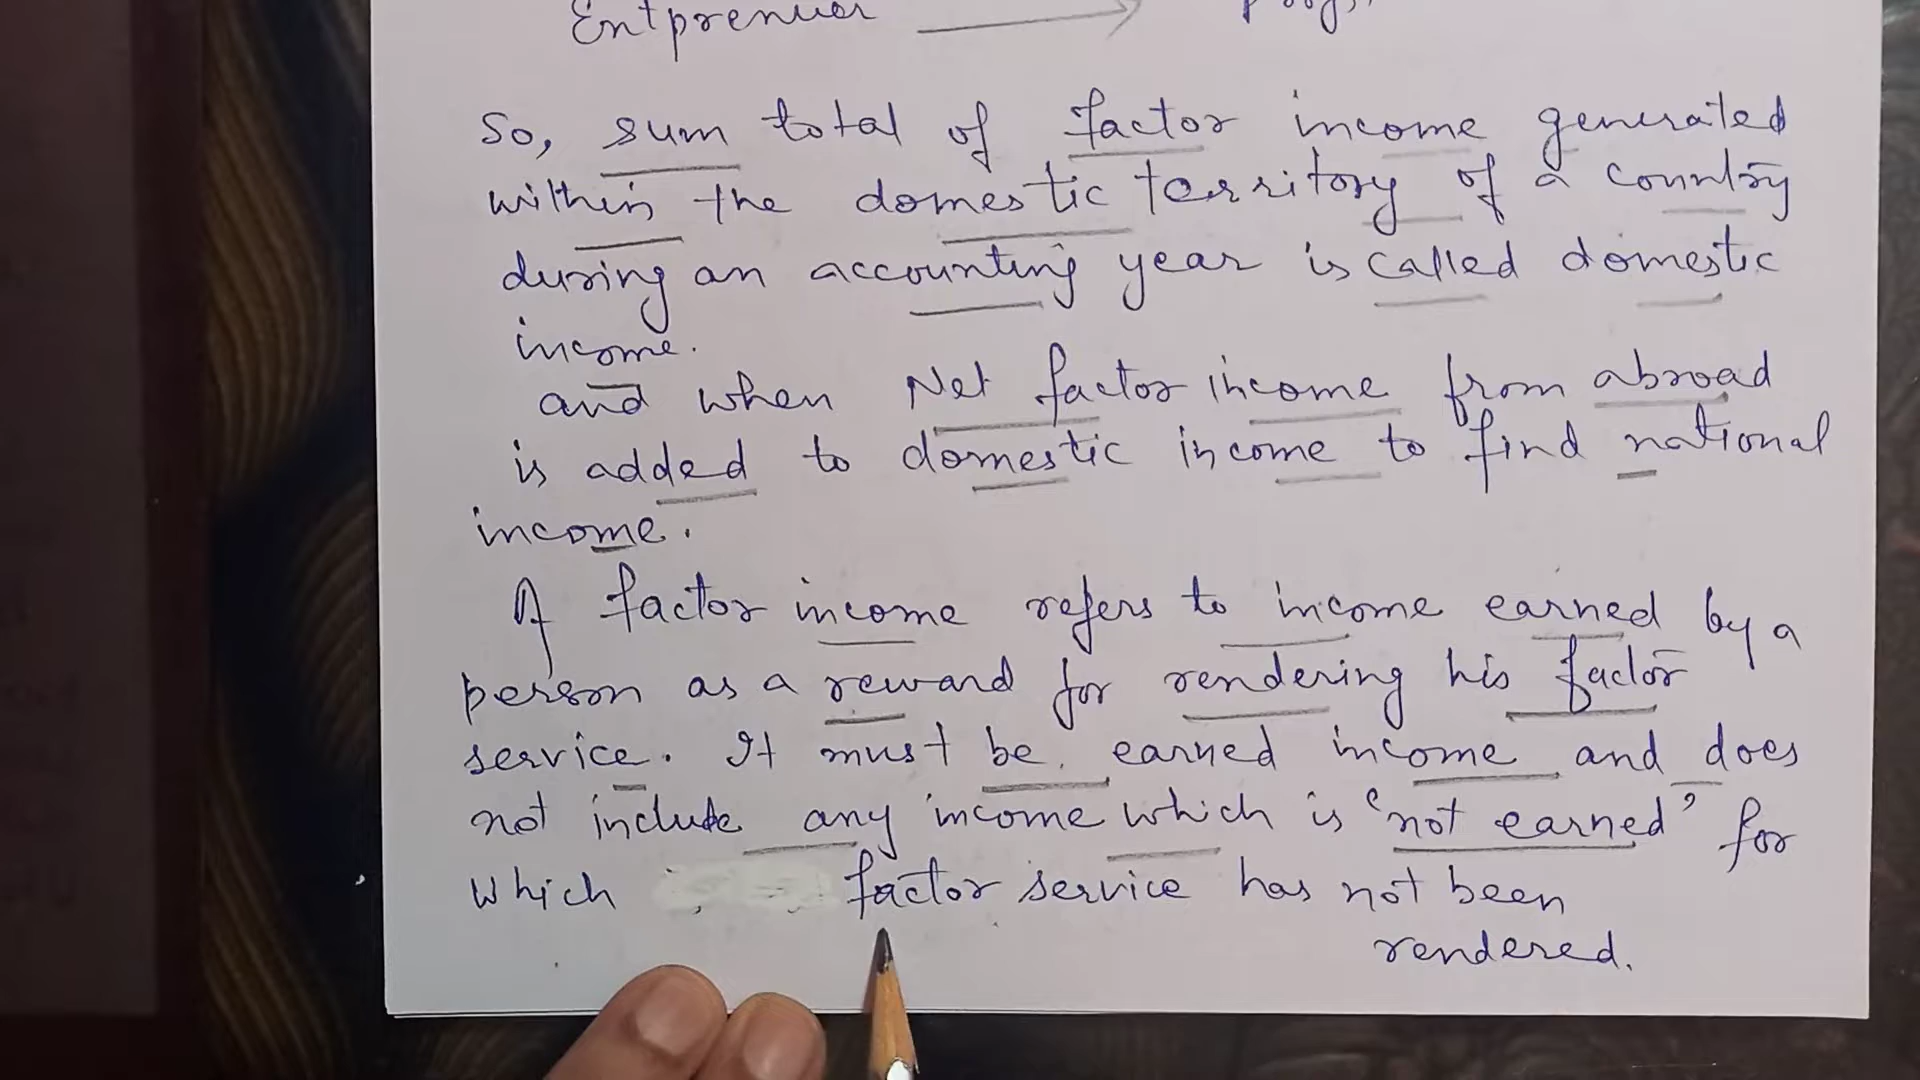 Entprenuer
So, sum total of factor income generated
within the domestic territory of a country
during an accounting year is called domestic
income.
and when Net factor income from abroad
is added to domestic income to find national
income.
A factor income refers to income earned by a
person as a reward for rendering his factor
service. It must be earned income and does
not include any income which is 'not earned' for
which factor service has not been
rendered.